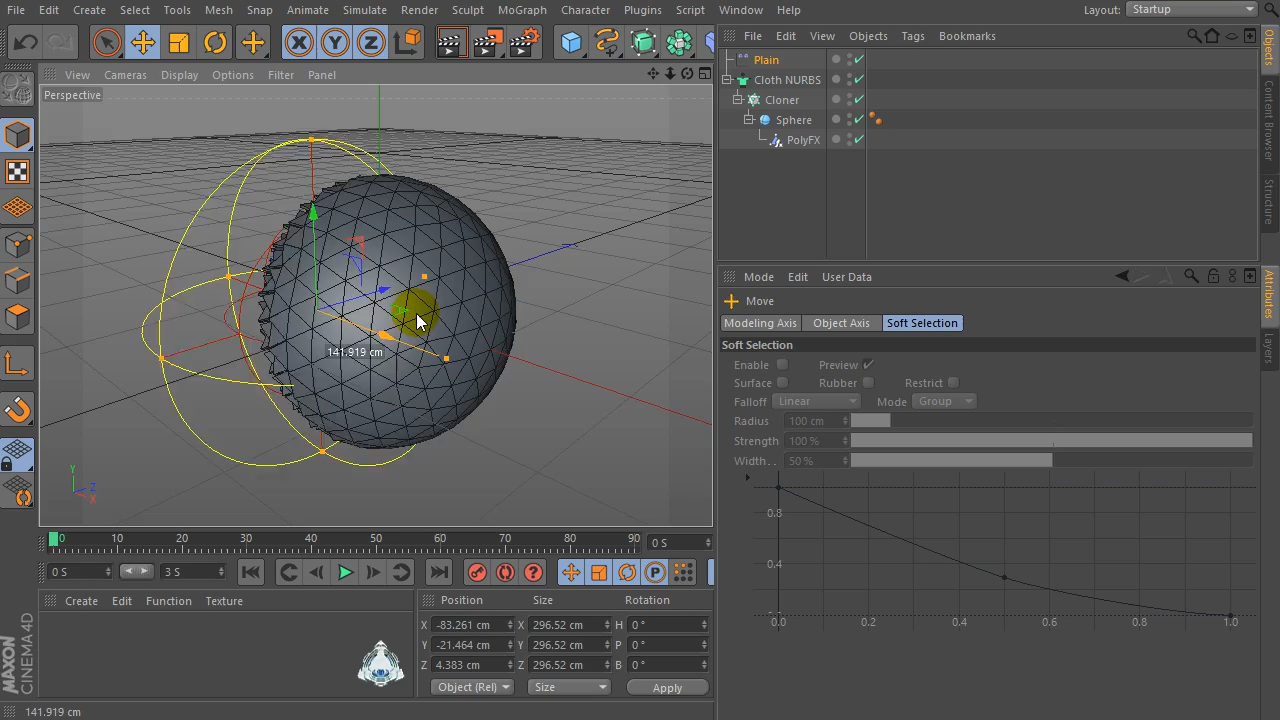 File Edit Create Select Tools Mesh Snap Animate Simulate Render Sculpt MoGraph Character Plugins Script Window Help Layout: Startup
File Edit View Objects Tags Bookmarks
Plain
Cloth NURBS
Cloner
Sphere
PolyFX
View Cameras Display Options Filter Panel
Perspective
141.919 cm
Y
Z
X
Mode Edit User Data
Move
Modeling Axis Object Axis Soft Selection
Soft Selection
Enable Preview
Surface Rubber Restrict
Falloff Linear Mode Group
Radius 100 cm
Strength 100 %
Width.. 50 %
0.8
0.4
0.0 0.2 0.4 0.6 0.8 1.0
Objects
Content Browser
Structure
Attributes
Layers
0 10 20 30 40 50 60 70 80 90 0 S
0 S 3 S
Create Edit Function Texture
Position Size Rotation
X -83.261 cm X 296.52 cm H 0 °
Y -21.464 cm Y 296.52 cm P 0 °
Z 4.383 cm Z 296.52 cm B 0 °
Object (Rel) Size Apply
MAXON
CINEMA 4D
141.919 cm